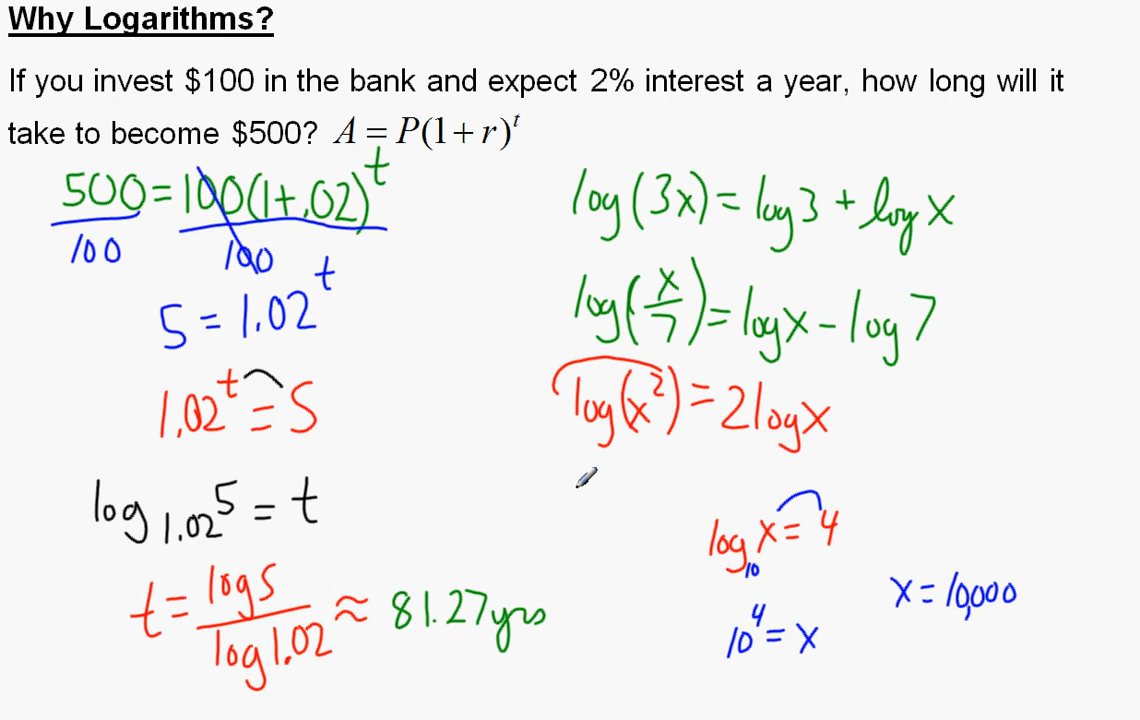 Why Logarithms?
If you invest $100 in the bank and expect 2% interest a year, how long will it
take to become $500? A = P(1+r)^t
500 = 100(1+.02)^t
100 100
5 = 1.02^t
1.02^t = 5
log_1.02 5 = t
t = log5/log1.02 ≈ 81.27yrs
log(3x) = log3 + logx
log(x/7) = logx - log7
log(x^2) = 2logx
log_10 x = 4
10^4 = x
x = 10,000